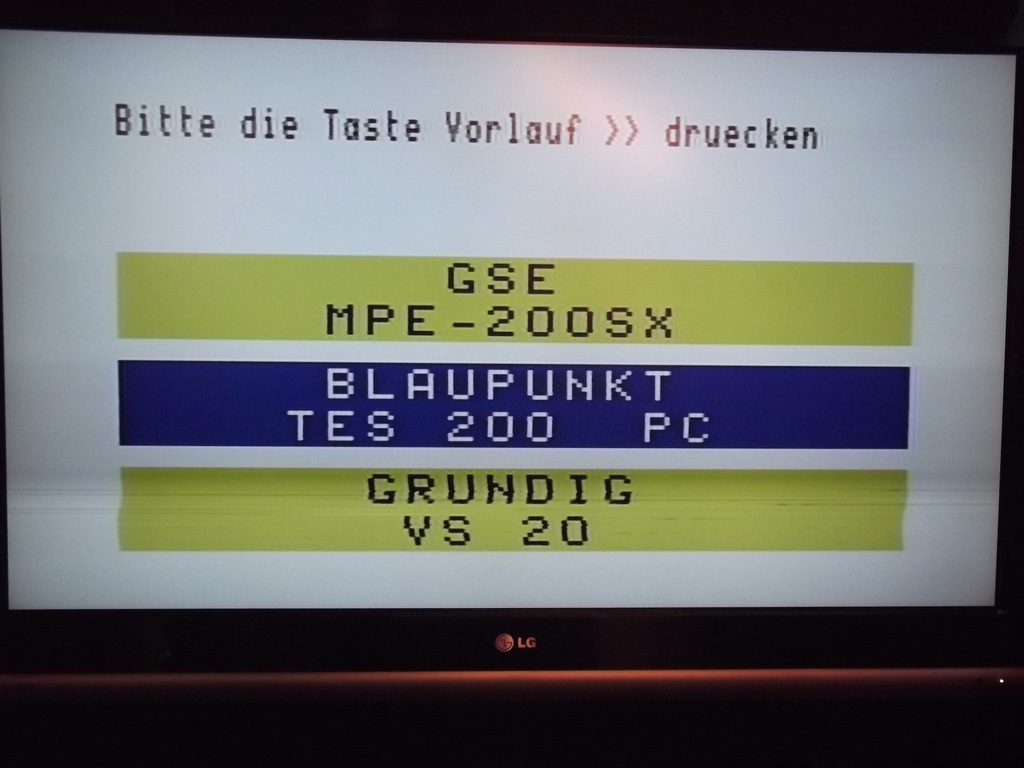 Bitte die Taste Vorlauf >> druecken
GSE
MPE-200SX
BLAUPUNKT
TES 200 PC
GRUNDIG
VS 20
LG